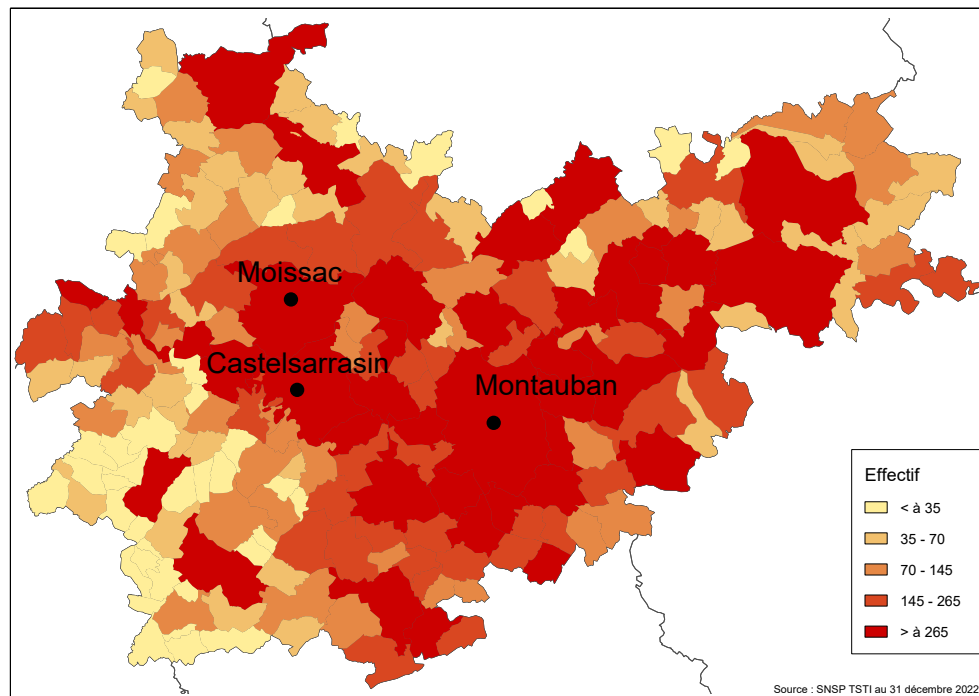 Moissac
Castelsarrasin
Montauban
Effectif
< à 35
35 - 70
70 - 145
145 - 265
> à 265
Source : SNSP TSTI au 31 décembre 2022